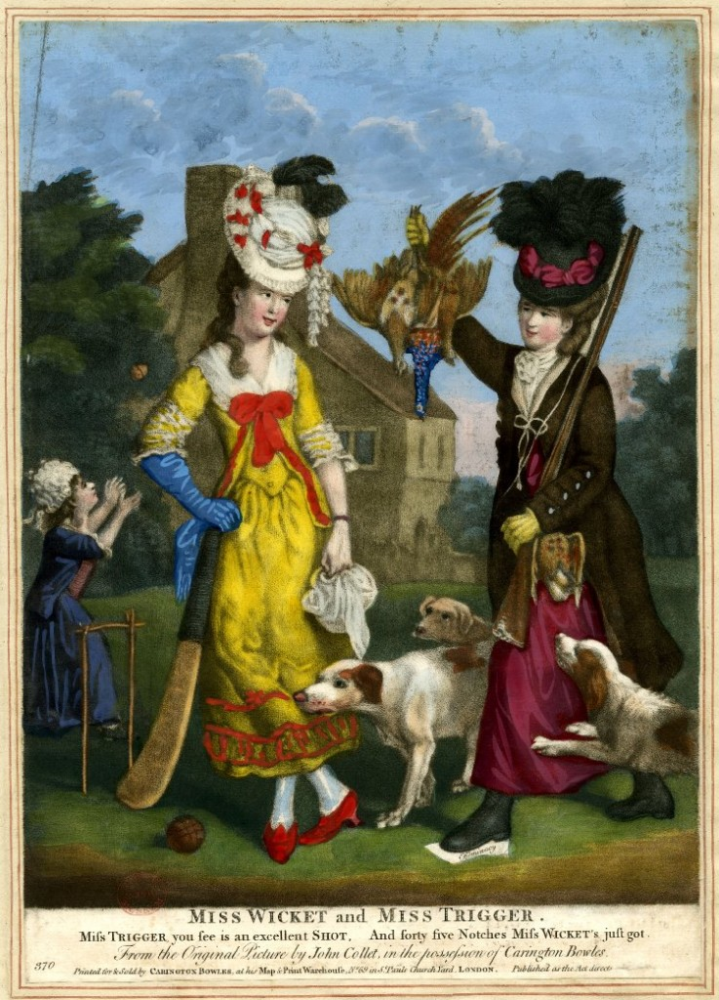 Effeminacy
MISS WICKET and MISS TRIGGER.
Miſs TRIGGER you ſee is an excellent SHOT, And forty five Notches Miſs WICKET's juſt got.
From the Original Picture by John Collet, in the poſseſsion of Carington Bowles.
370 Printed for & Sold by CARINGTON BOWLES, at his Map & Print Warehouse, No. 69 in St. Pauls Church Yard, LONDON. Published as the Act directs